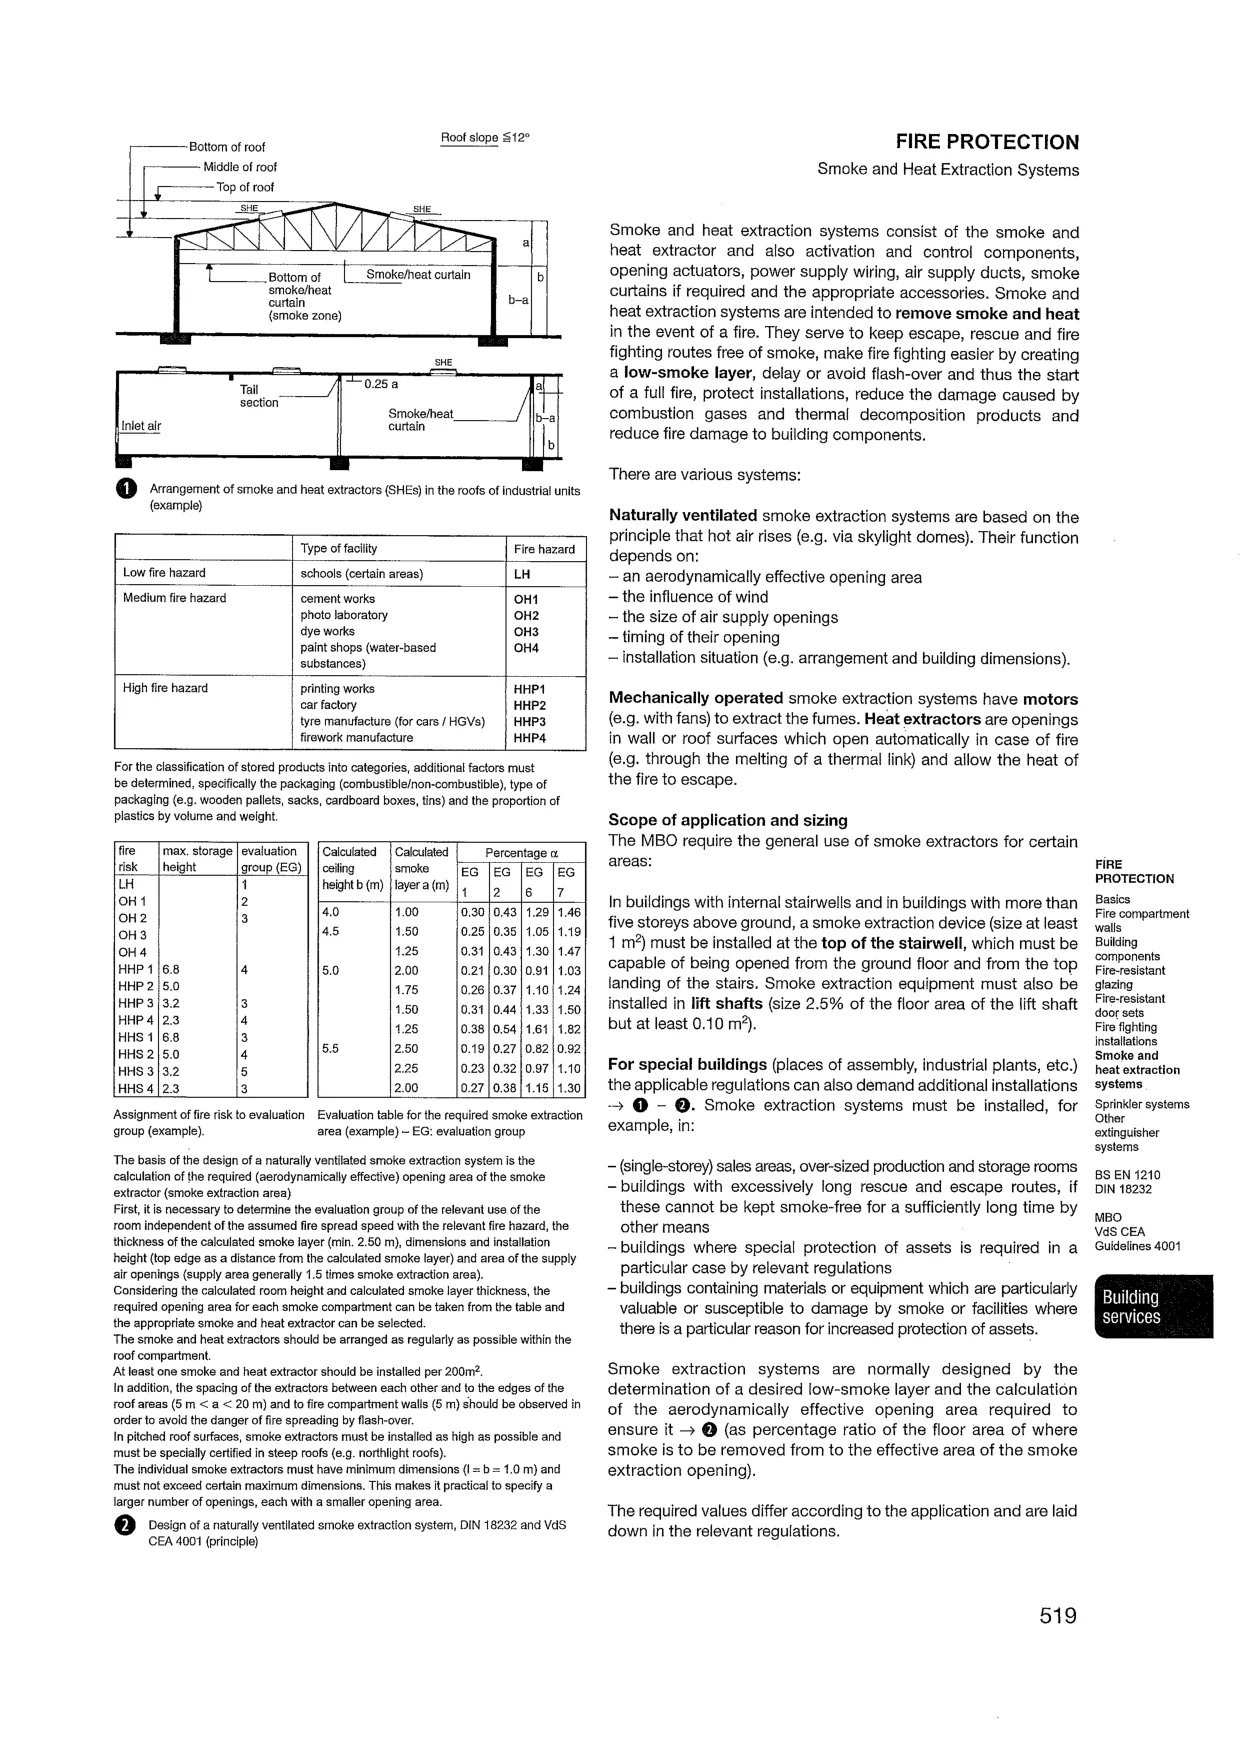 FIRE PROTECTION
Smoke and Heat Extraction Systems
Roof slope ≦12°
Bottom of roof
Middle of roof
Top of roof
SHE
SHE
a
Bottom of
smoke/heat
curtain
(smoke zone)
Smoke/heat curtain
b
b–a
SHE
Tail
section
0.25 a
a
Smoke/heat
curtain
b–a
Inlet air
b
1 Arrangement of smoke and heat extractors (SHEs) in the roofs of industrial units
(example)
Type of facility Fire hazard
Low fire hazard schools (certain areas) LH
Medium fire hazard cement works OH1
photo laboratory OH2
dye works OH3
paint shops (water-based OH4
substances)
High fire hazard printing works HHP1
car factory HHP2
tyre manufacture (for cars / HGVs) HHP3
firework manufacture HHP4
For the classification of stored products into categories, additional factors must
be determined, specifically the packaging (combustible/non-combustible), type of
packaging (e.g. wooden pallets, sacks, cardboard boxes, tins) and the proportion of
plastics by volume and weight.
fire max. storage evaluation
risk height group (EG)
LH 1
OH 1 2
OH 2 3
OH 3
OH 4
HHP 1 6.8 4
HHP 2 5.0
HHP 3 3.2 3
HHP 4 2.3 4
HHS 1 6.8 3
HHS 2 5.0 4
HHS 3 3.2 5
HHS 4 2.3 3
Assignment of fire risk to evaluation
group (example).
Calculated Calculated Percentage α
ceiling smoke EG EG EG EG
height b (m) layer a (m) 1 2 6 7
4.0 1.00 0.30 0.43 1.29 1.46
4.5 1.50 0.25 0.35 1.05 1.19
1.25 0.31 0.43 1.30 1.47
5.0 2.00 0.21 0.30 0.91 1.03
1.75 0.26 0.37 1.10 1.24
1.50 0.31 0.44 1.33 1.50
1.25 0.38 0.54 1.61 1.82
5.5 2.50 0.19 0.27 0.82 0.92
2.25 0.23 0.32 0.97 1.10
2.00 0.27 0.38 1.15 1.30
Evaluation table for the required smoke extraction
area (example) – EG: evaluation group
The basis of the design of a naturally ventilated smoke extraction system is the
calculation of the required (aerodynamically effective) opening area of the smoke
extractor (smoke extraction area)
First, it is necessary to determine the evaluation group of the relevant use of the
room independent of the assumed fire spread speed with the relevant fire hazard, the
thickness of the calculated smoke layer (min. 2.50 m), dimensions and installation
height (top edge as a distance from the calculated smoke layer) and area of the supply
air openings (supply area generally 1.5 times smoke extraction area).
Considering the calculated room height and calculated smoke layer thickness, the
required opening area for each smoke compartment can be taken from the table and
the appropriate smoke and heat extractor can be selected.
The smoke and heat extractors should be arranged as regularly as possible within the
roof compartment.
At least one smoke and heat extractor should be installed per 200m².
In addition, the spacing of the extractors between each other and to the edges of the
roof areas (5 m < a < 20 m) and to fire compartment walls (5 m) should be observed in
order to avoid the danger of fire spreading by flash-over.
In pitched roof surfaces, smoke extractors must be installed as high as possible and
must be specially certified in steep roofs (e.g. northlight roofs).
The individual smoke extractors must have minimum dimensions (l = b = 1.0 m) and
must not exceed certain maximum dimensions. This makes it practical to specify a
larger number of openings, each with a smaller opening area.
2 Design of a naturally ventilated smoke extraction system, DIN 18232 and VdS
CEA 4001 (principle)
Smoke and heat extraction systems consist of the smoke and
heat extractor and also activation and control components,
opening actuators, power supply wiring, air supply ducts, smoke
curtains if required and the appropriate accessories. Smoke and
heat extraction systems are intended to remove smoke and heat
in the event of a fire. They serve to keep escape, rescue and fire
fighting routes free of smoke, make fire fighting easier by creating
a low-smoke layer, delay or avoid flash-over and thus the start
of a full fire, protect installations, reduce the damage caused by
combustion gases and thermal decomposition products and
reduce fire damage to building components.
There are various systems:
Naturally ventilated smoke extraction systems are based on the
principle that hot air rises (e.g. via skylight domes). Their function
depends on:
– an aerodynamically effective opening area
– the influence of wind
– the size of air supply openings
– timing of their opening
– installation situation (e.g. arrangement and building dimensions).
Mechanically operated smoke extraction systems have motors
(e.g. with fans) to extract the fumes. Heat extractors are openings
in wall or roof surfaces which open automatically in case of fire
(e.g. through the melting of a thermal link) and allow the heat of
the fire to escape.
Scope of application and sizing
The MBO require the general use of smoke extractors for certain
areas:
In buildings with internal stairwells and in buildings with more than
five storeys above ground, a smoke extraction device (size at least
1 m²) must be installed at the top of the stairwell, which must be
capable of being opened from the ground floor and from the top
landing of the stairs. Smoke extraction equipment must also be
installed in lift shafts (size 2.5% of the floor area of the lift shaft
but at least 0.10 m²).
For special buildings (places of assembly, industrial plants, etc.)
the applicable regulations can also demand additional installations
→ 1 – 2. Smoke extraction systems must be installed, for
example, in:
– (single-storey) sales areas, over-sized production and storage rooms
– buildings with excessively long rescue and escape routes, if
these cannot be kept smoke-free for a sufficiently long time by
other means
– buildings where special protection of assets is required in a
particular case by relevant regulations
– buildings containing materials or equipment which are particularly
valuable or susceptible to damage by smoke or facilities where
there is a particular reason for increased protection of assets.
Smoke extraction systems are normally designed by the
determination of a desired low-smoke layer and the calculation
of the aerodynamically effective opening area required to
ensure it → 2 (as percentage ratio of the floor area of where
smoke is to be removed from to the effective area of the smoke
extraction opening).
The required values differ according to the application and are laid
down in the relevant regulations.
FIRE
PROTECTION
Basics
Fire compartment
walls
Building
components
Fire-resistant
glazing
Fire-resistant
door sets
Fire fighting
installations
Smoke and
heat extraction
systems
Sprinkler systems
Other
extinguisher
systems
BS EN 1210
DIN 18232
MBO
VdS CEA
Guidelines 4001
Building
services
519